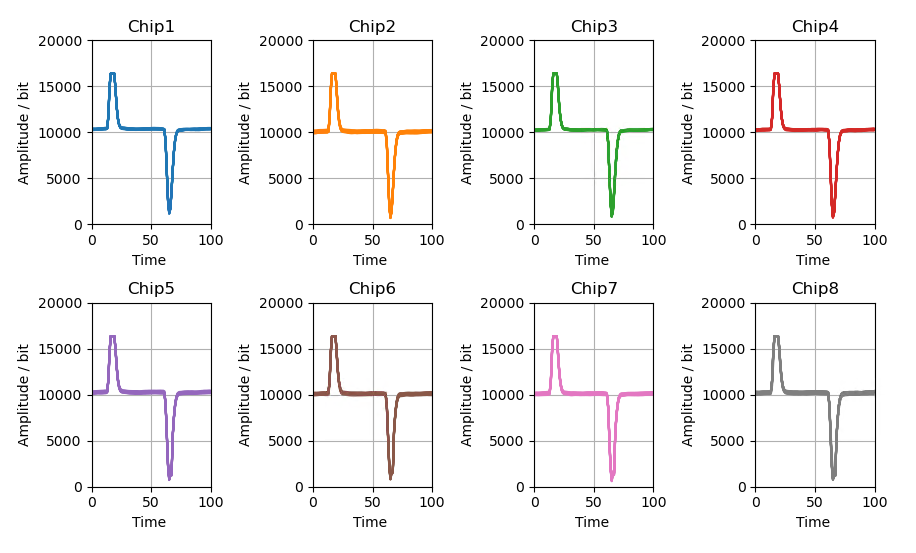 Chip1 Chip2 Chip3 Chip4
20000 20000 20000 20000
15000 15000 15000 15000
10000 10000 10000 10000
5000 5000 5000 5000
0 0 0 0
Amplitude / bit Amplitude / bit Amplitude / bit Amplitude / bit
0 50 100 0 50 100 0 50 100 0 50 100
Time Time Time Time
Chip5 Chip6 Chip7 Chip8
20000 20000 20000 20000
15000 15000 15000 15000
10000 10000 10000 10000
5000 5000 5000 5000
0 0 0 0
Amplitude / bit Amplitude / bit Amplitude / bit Amplitude / bit
0 50 100 0 50 100 0 50 100 0 50 100
Time Time Time Time